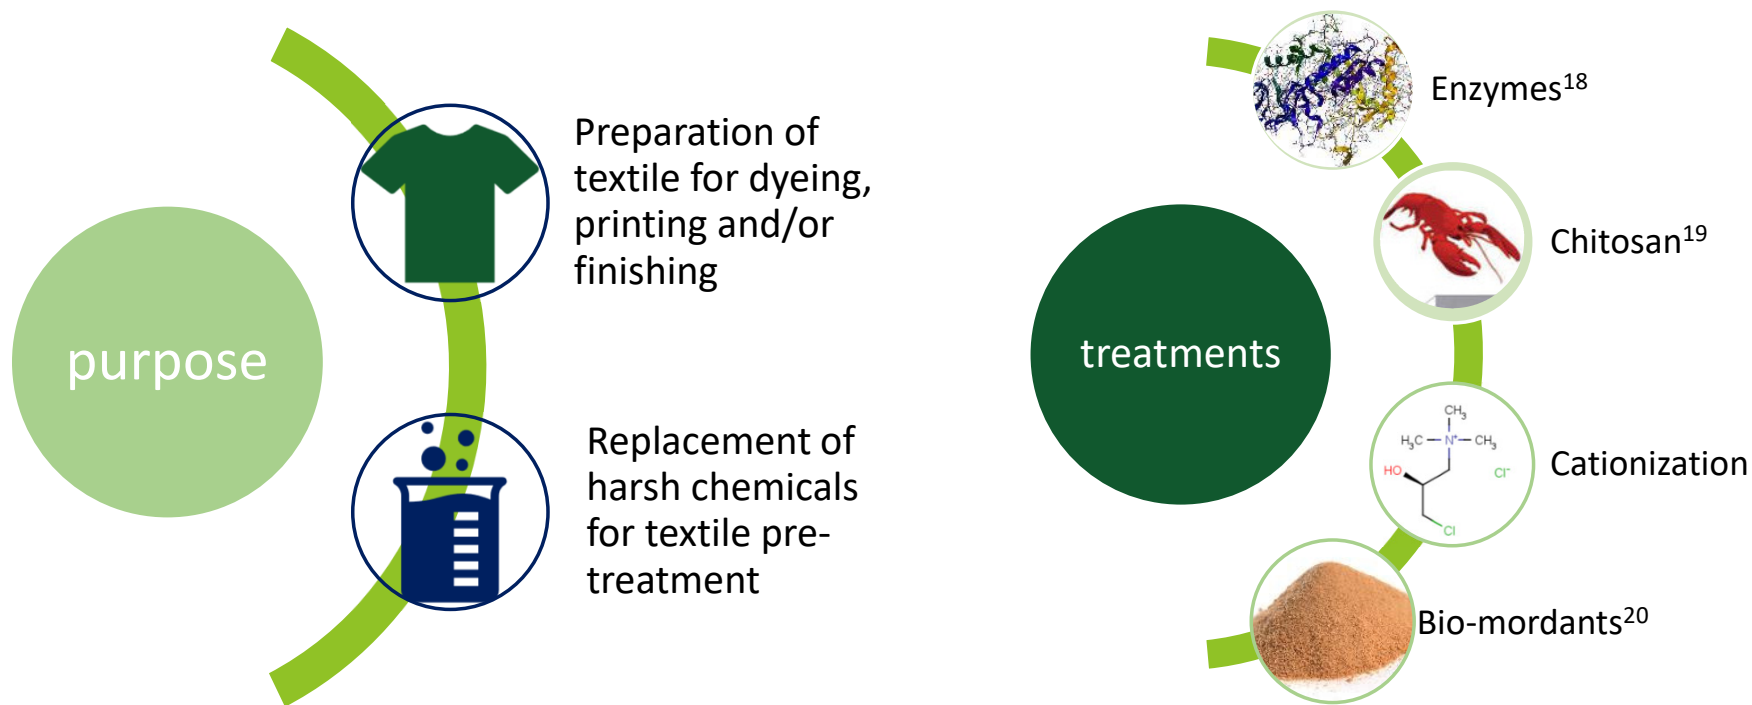 purpose
Preparation of
textile for dyeing,
printing and/or
finishing
Replacement of
harsh chemicals
for textile pre-
treatment
treatments
Enzymes¹⁸
Chitosan¹⁹
CH₃
H₃C N⁺ CH₃
HO
Cl⁻
Cl
Cationization
Bio-mordants²⁰